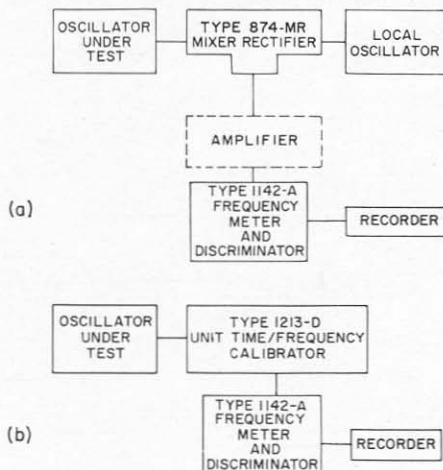 OSCILLATOR
UNDER
TEST
TYPE 874-MR
MIXER RECTIFIER
LOCAL
OSCILLATOR
AMPLIFIER
(a)
TYPE 1142-A
FREQUENCY
METER
AND
DISCRIMINATOR
RECORDER
OSCILLATOR
UNDER
TEST
TYPE 1213-D
UNIT TIME/FREQUENCY
CALIBRATOR
(b)
TYPE 1142-A
FREQUENCY
METER
AND
DISCRIMINATOR
RECORDER